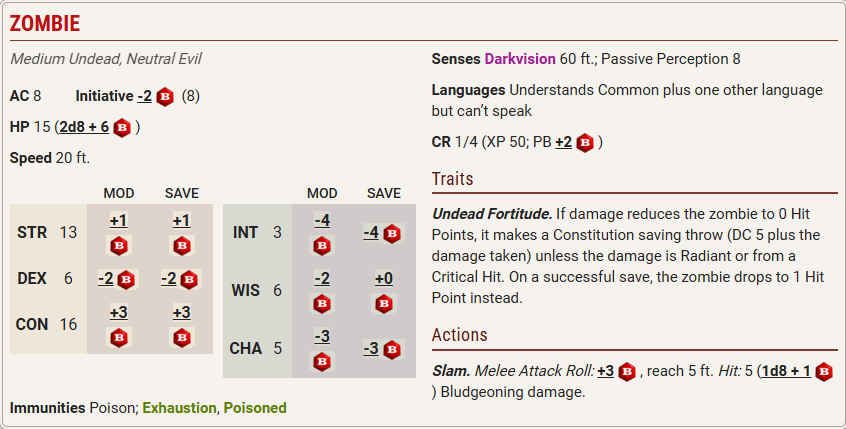 ZOMBIE
Medium Undead, Neutral Evil
AC 8 Initiative -2 B (8)
HP 15 (2d8 + 6 B )
Speed 20 ft.
MOD SAVE
STR 13 +1 B +1 B
DEX 6 -2 B -2 B
CON 16 +3 B +3 B
MOD SAVE
INT 3 -4 B -4 B
WIS 6 -2 B +0 B
CHA 5 -3 B -3 B
Immunities Poison; Exhaustion, Poisoned
Senses Darkvision 60 ft.; Passive Perception 8
Languages Understands Common plus one other language
but can’t speak
CR 1/4 (XP 50; PB +2 B )
Traits
Undead Fortitude. If damage reduces the zombie to 0 Hit
Points, it makes a Constitution saving throw (DC 5 plus the
damage taken) unless the damage is Radiant or from a
Critical Hit. On a successful save, the zombie drops to 1 Hit
Point instead.
Actions
Slam. Melee Attack Roll: +3 B , reach 5 ft. Hit: 5 (1d8 + 1 B
) Bludgeoning damage.